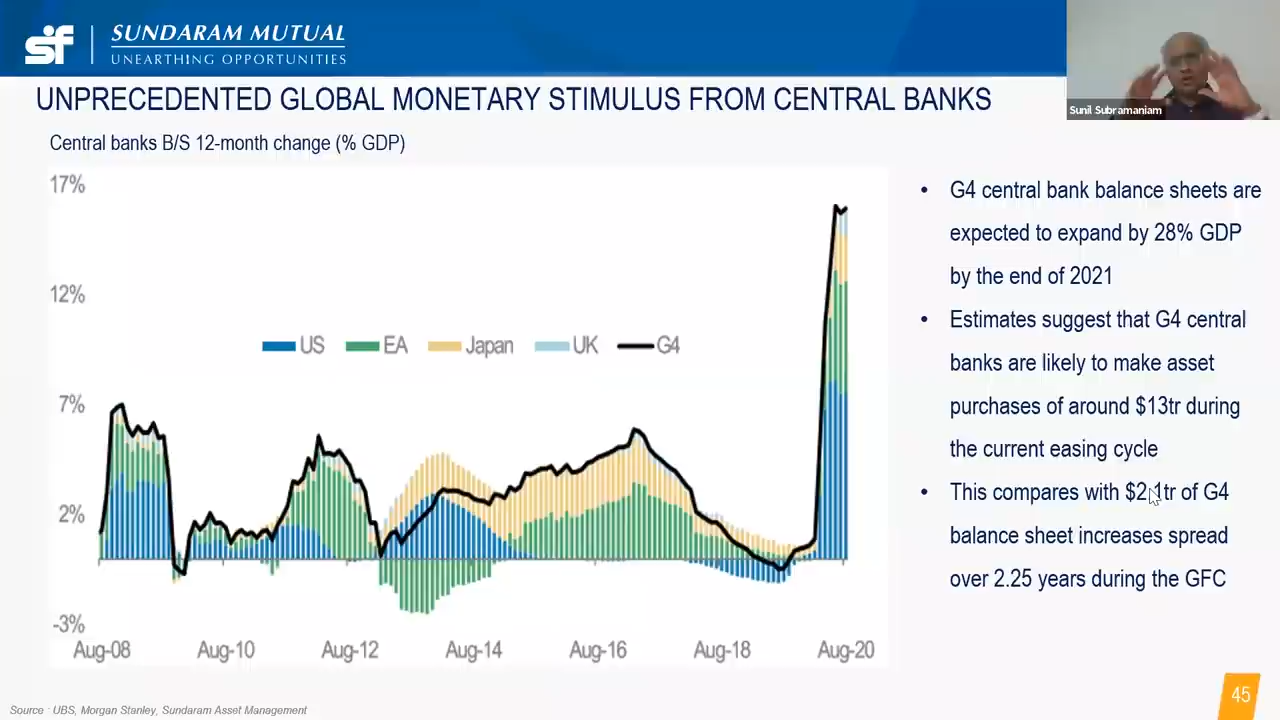 sf
SUNDARAM MUTUAL
UNEARTHING OPPORTUNITIES
Sunil Subramaniam
UNPRECEDENTED GLOBAL MONETARY STIMULUS FROM CENTRAL BANKS
Central banks B/S 12-month change (% GDP)
17%
12%
7%
2%
-3%
US EA Japan UK G4
Aug-08 Aug-10 Aug-12 Aug-14 Aug-16 Aug-18 Aug-20
• G4 central bank balance sheets are
expected to expand by 28% GDP
by the end of 2021
• Estimates suggest that G4 central
banks are likely to make asset
purchases of around $13tr during
the current easing cycle
• This compares with $2.1tr of G4
balance sheet increases spread
over 2.25 years during the GFC
Source : UBS, Morgan Stanley, Sundaram Asset Management
45